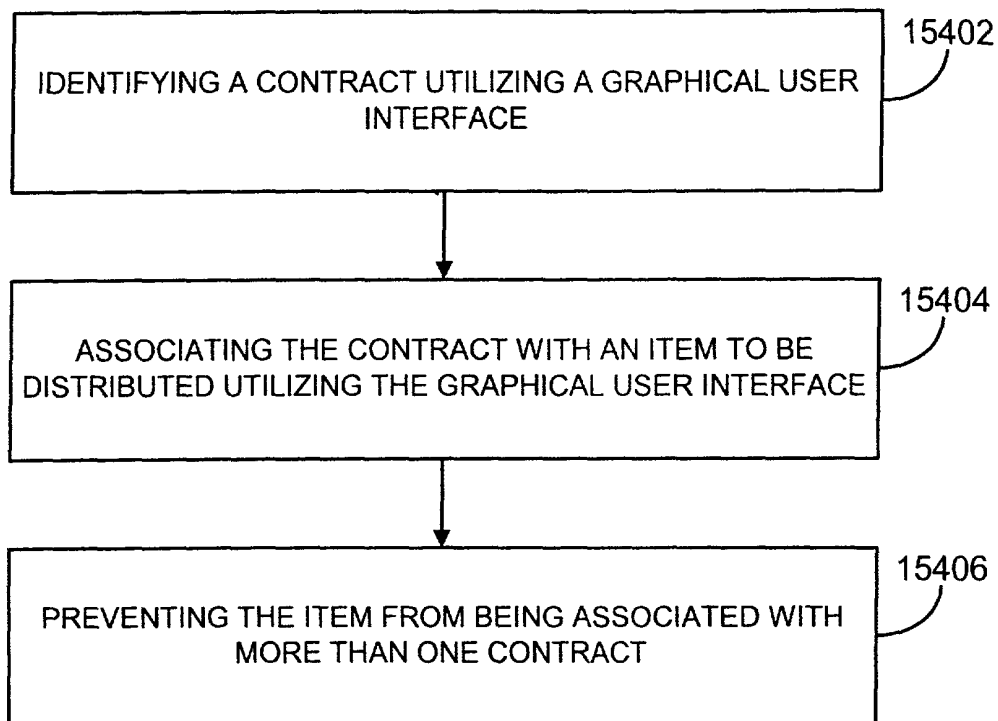 15402
IDENTIFYING A CONTRACT UTILIZING A GRAPHICAL USER
INTERFACE
15404
ASSOCIATING THE CONTRACT WITH AN ITEM TO BE
DISTRIBUTED UTILIZING THE GRAPHICAL USER INTERFACE
15406
PREVENTING THE ITEM FROM BEING ASSOCIATED WITH
MORE THAN ONE CONTRACT